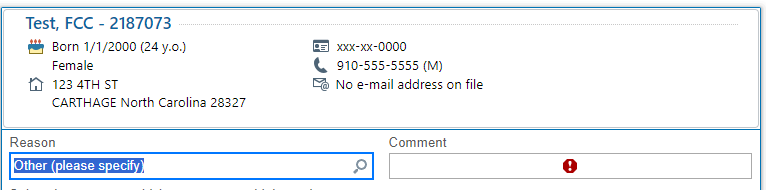 Test, FCC - 2187073
Born 1/1/2000 (24 y.o.)
Female
123 4TH ST
CARTHAGE North Carolina 28327
xxx-xx-0000
910-555-5555 (M)
No e-mail address on file
Reason
Comment
Other (please specify)